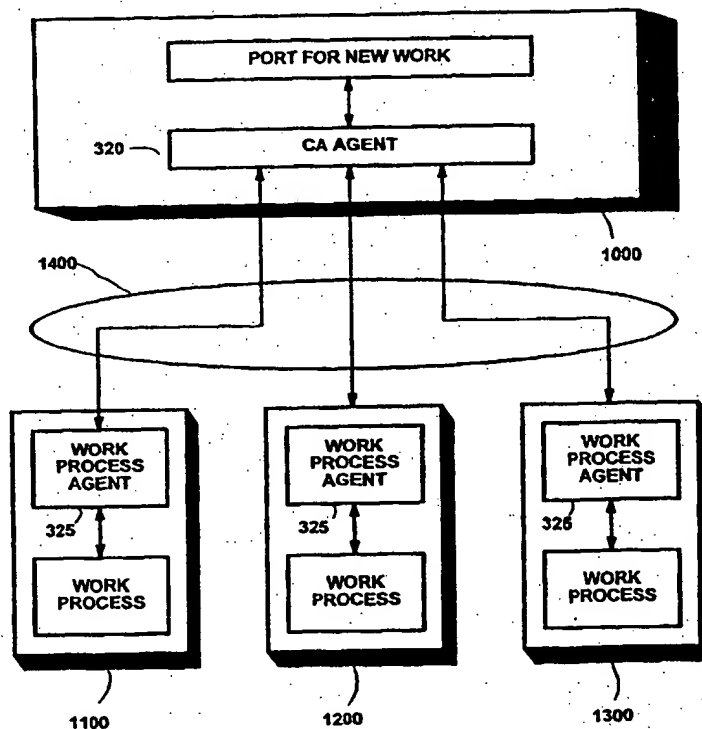 PORT FOR NEW WORK
320
CA AGENT
1000
1400
WORK
PROCESS
AGENT
325
WORK
PROCESS
1100
WORK
PROCESS
AGENT
325
WORK
PROCESS
1200
WORK
PROCESS
AGENT
325
WORK
PROCESS
1300